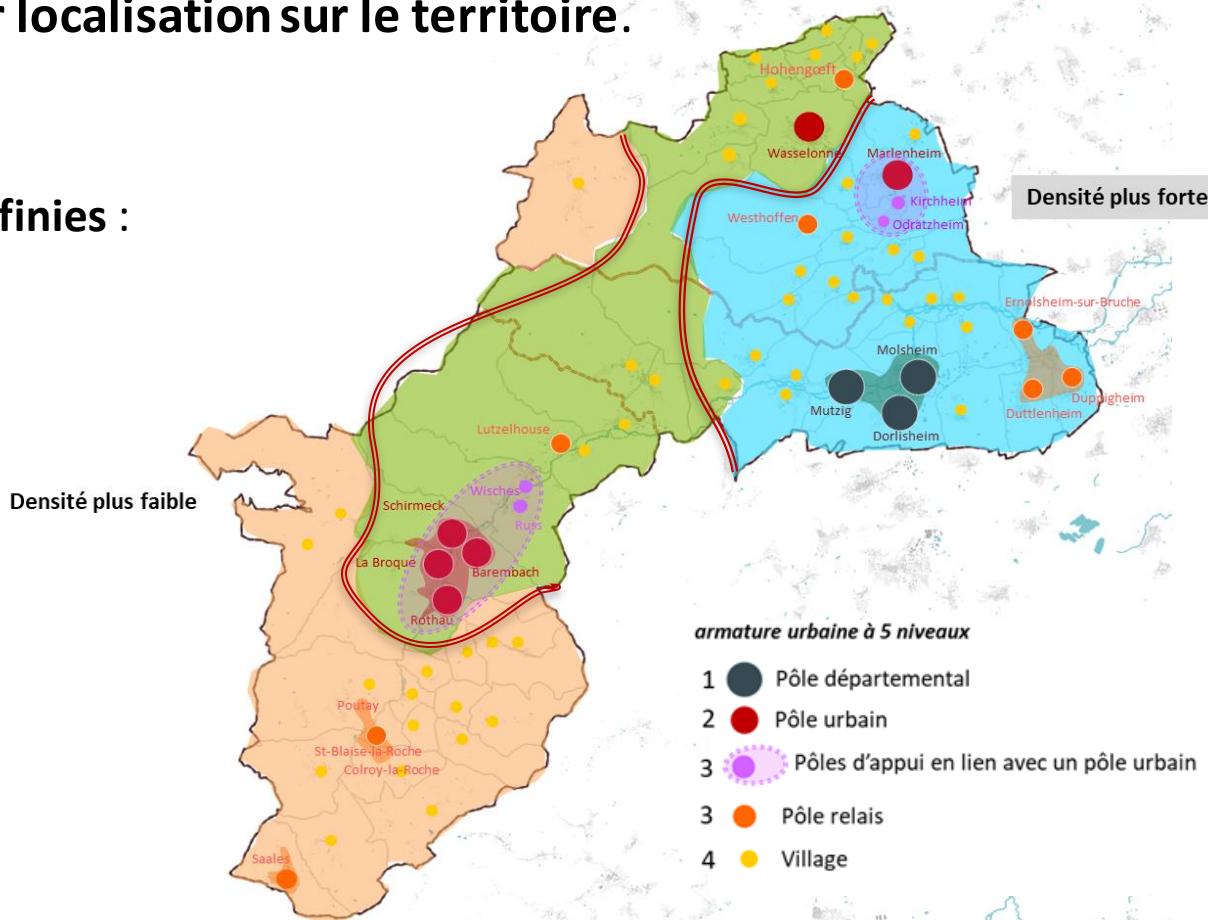 r localisation sur le territoire.
finies :
Hohengœft
Wasselonne
Marlenheim
Kirchheim
Odratzheim
Densité plus forte
Westhoffen
Ernolsheim-sur-Bruche
Molsheim
Mutzig
Dorlisheim
Duppigheim
Duttlenheim
Lutzelhouse
Densité plus faible
Wisches
Schirmeck
Russ
La Broque
Barembach
Rothau
Poutay
St-Blaise-la-Roche
Colroy-la-Roche
Saales
armature urbaine à 5 niveaux
1 Pôle départemental
2 Pôle urbain
3 Pôles d'appui en lien avec un pôle urbain
3 Pôle relais
4 Village